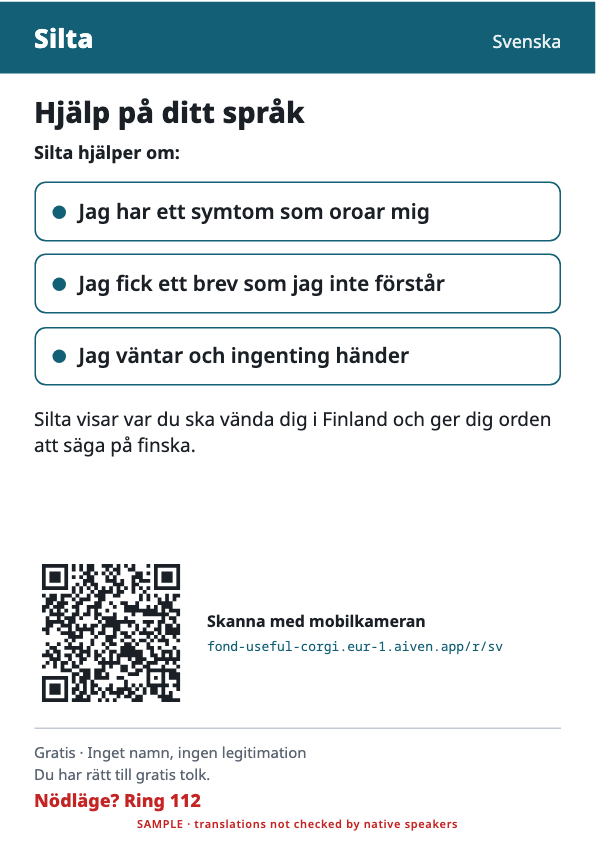 Silta
Svenska
Hjälp på ditt språk
Silta hjälper om:
Jag har ett symtom som oroar mig
Jag fick ett brev som jag inte förstår
Jag väntar och ingenting händer
Silta visar var du ska vända dig i Finland och ger dig orden
att säga på finska.
Skanna med mobilkameran
fond-useful-corgi.eur-1.aiven.app/r/sv
Gratis · Inget namn, ingen legitimation
Du har rätt till gratis tolk.
Nödläge? Ring 112
SAMPLE · translations not checked by native speakers